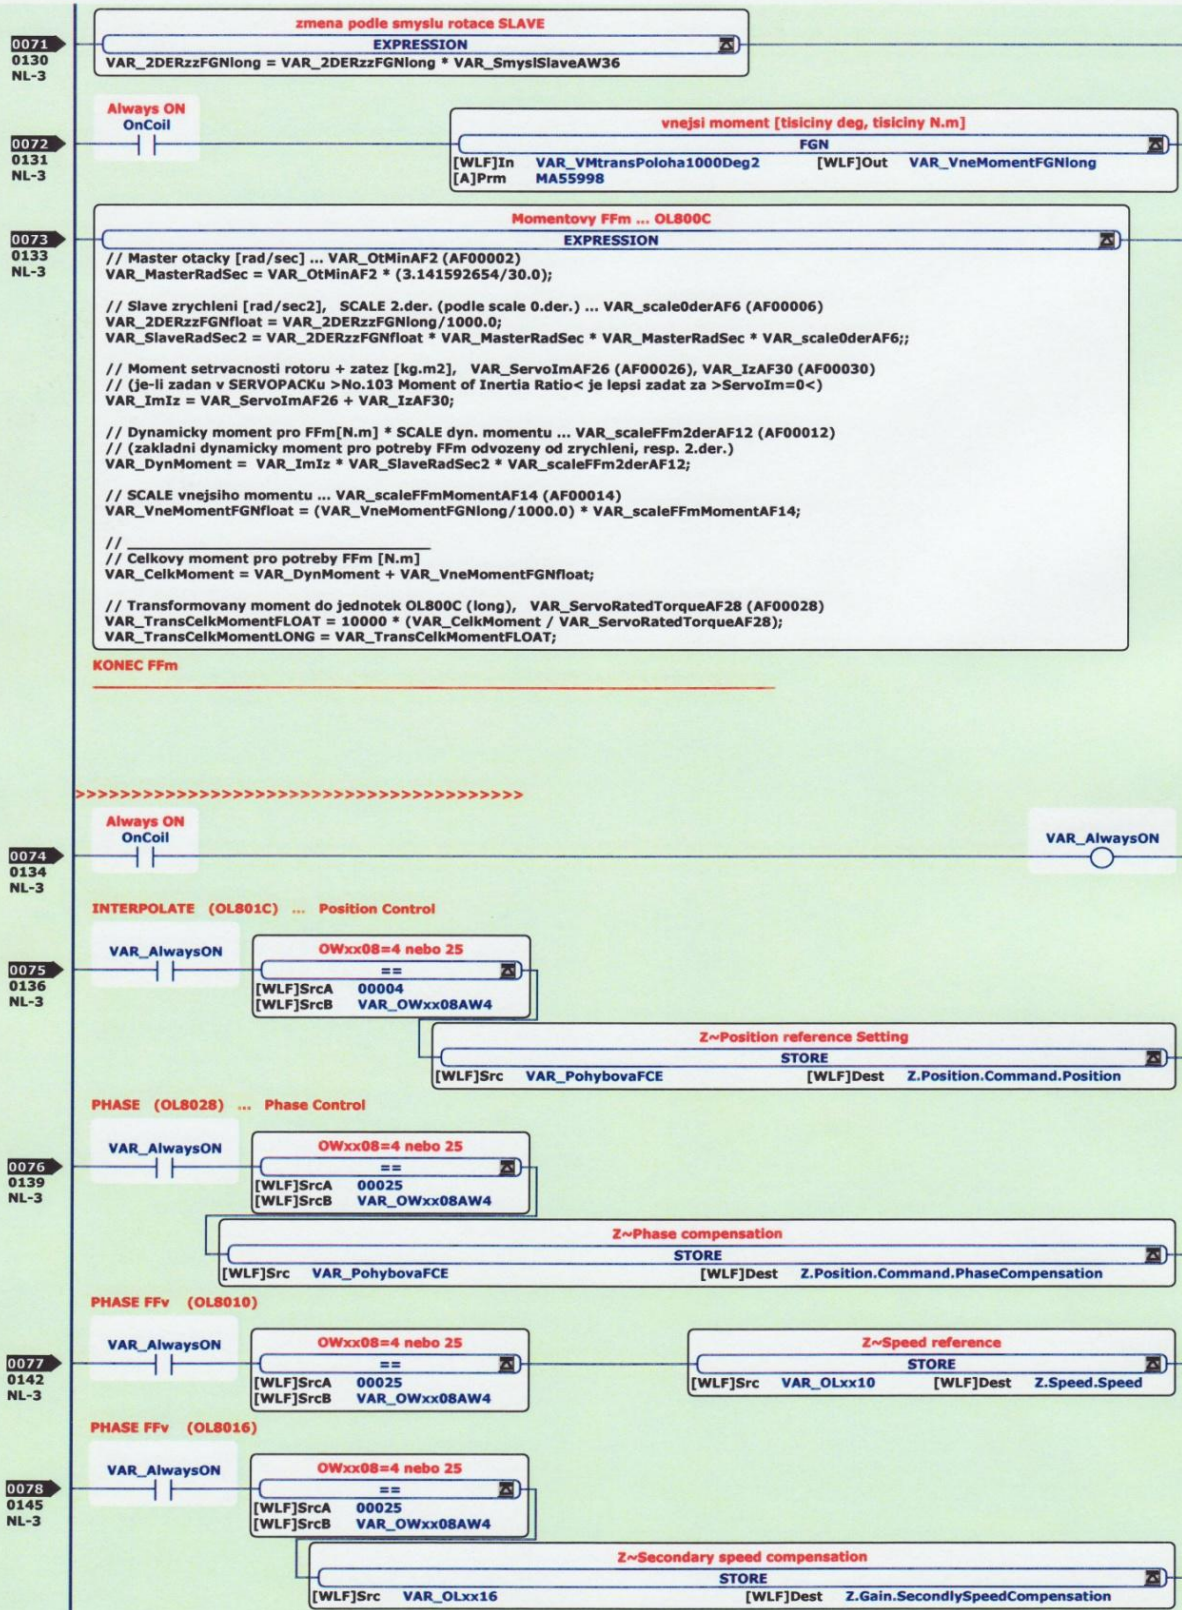 zmena podle smyslu rotace SLAVE
0071
EXPRESSION
0130
VAR_2DERzzFGNlong = VAR_2DERzzFGNlong * VAR_SmyslSlaveAW36
NL-3
Always ON
OnCoil
vnejsi moment [tisiciny deg, tisiciny N.m]
0072
FGN
0131
[WLF]In VAR_VMtransPoloha1000Deg2 [WLF]Out VAR_VneMomentFGNlong
NL-3
[A]Prm MA55998
Momentovy FFm ... OL800C
0073
EXPRESSION
0133
NL-3
// Master otacky [rad/sec] ... VAR_OtMinAF2 (AF00002)
VAR_MasterRadSec = VAR_OtMinAF2 * (3.141592654/30.0);
// Slave zrychleni [rad/sec2], SCALE 2.der. (podle scale 0.der.) ... VAR_scale0derAF6 (AF00006)
VAR_2DERzzFGNfloat = VAR_2DERzzFGNlong/1000.0;
VAR_SlaveRadSec2 = VAR_2DERzzFGNfloat * VAR_MasterRadSec * VAR_MasterRadSec * VAR_scale0derAF6;;
// Moment setrvacnosti rotoru + zatez [kg.m2], VAR_ServoImAF26 (AF00026), VAR_IzAF30 (AF00030)
// (je-li zadan v SERVOPACKu >No.103 Moment of Inertia Ratio< je lepsi zadat za >ServoIm=0<)
VAR_ImIz = VAR_ServoImAF26 + VAR_IzAF30;
// Dynamicky moment pro FFm[N.m] * SCALE dyn. momentu ... VAR_scaleFFm2derAF12 (AF00012)
// (zakladni dynamicky moment pro potreby FFm odvozeny od zrychleni, resp. 2.der.)
VAR_DynMoment = VAR_ImIz * VAR_SlaveRadSec2 * VAR_scaleFFm2derAF12;
// SCALE vnejsiho momentu ... VAR_scaleFFmMomentAF14 (AF00014)
VAR_VneMomentFGNfloat = (VAR_VneMomentFGNlong/1000.0) * VAR_scaleFFmMomentAF14;
// ______________________________
// Celkovy moment pro potreby FFm [N.m]
VAR_CelkMoment = VAR_DynMoment + VAR_VneMomentFGNfloat;
// Transformovany moment do jednotek OL800C (long), VAR_ServoRatedTorqueAF28 (AF00028)
VAR_TransCelkMomentFLOAT = 10000 * (VAR_CelkMoment / VAR_ServoRatedTorqueAF28);
VAR_TransCelkMomentLONG = VAR_TransCelkMomentFLOAT;
KONEC FFm
>>>>>>>>>>>>>>>>>>>>>>>>>>>>>>>>>>>>>>>>
Always ON
OnCoil
VAR_AlwaysON
0074
0134
NL-3
INTERPOLATE (OL801C) ... Position Control
VAR_AlwaysON
OWxx08=4 nebo 25
0075
==
0136
[WLF]SrcA 00004
NL-3
[WLF]SrcB VAR_OWxx08AW4
Z~Position reference Setting
STORE
[WLF]Src VAR_PohybovaFCE [WLF]Dest Z.Position.Command.Position
PHASE (OL8028) ... Phase Control
VAR_AlwaysON
OWxx08=4 nebo 25
0076
==
0139
[WLF]SrcA 00025
NL-3
[WLF]SrcB VAR_OWxx08AW4
Z~Phase compensation
STORE
[WLF]Src VAR_PohybovaFCE [WLF]Dest Z.Position.Command.PhaseCompensation
PHASE FFv (OL8010)
VAR_AlwaysON
OWxx08=4 nebo 25
Z~Speed reference
0077
==
STORE
0142
[WLF]SrcA 00025
[WLF]Src VAR_OLxx10 [WLF]Dest Z.Speed.Speed
NL-3
[WLF]SrcB VAR_OWxx08AW4
PHASE FFv (OL8016)
VAR_AlwaysON
OWxx08=4 nebo 25
0078
==
0145
[WLF]SrcA 00025
NL-3
[WLF]SrcB VAR_OWxx08AW4
Z~Secondary speed compensation
STORE
[WLF]Src VAR_OLxx16 [WLF]Dest Z.Gain.SecondlySpeedCompensation